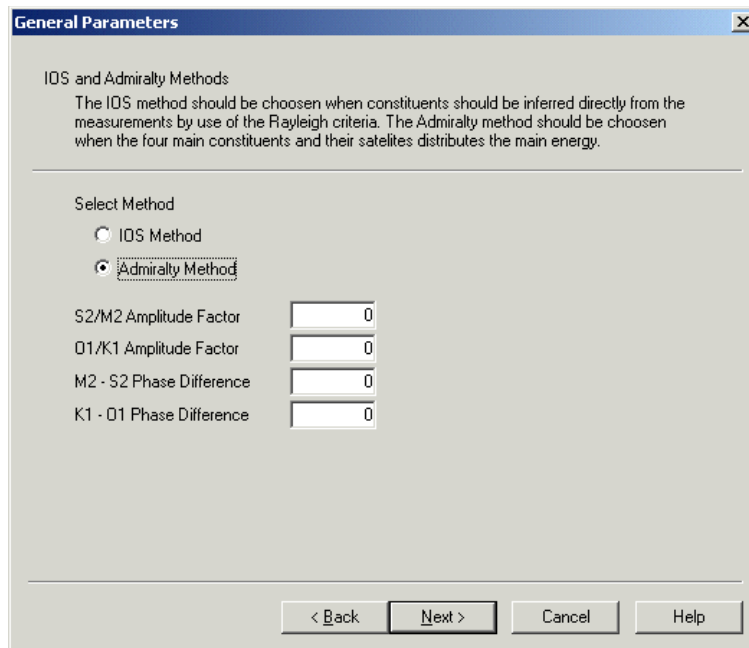 General Parameters
IOS and Admiralty Methods
The IOS method should be choosen when constituents should be inferred directly from the
measurements by use of the Rayleigh criteria. The Admiralty method should be choosen
when the four main constituents and their satelites distributes the main energy.
Select Method
IOS Method
Admiralty Method
S2/M2 Amplitude Factor 0
O1/K1 Amplitude Factor 0
M2 - S2 Phase Difference 0
K1 - O1 Phase Difference 0
< Back Next > Cancel Help